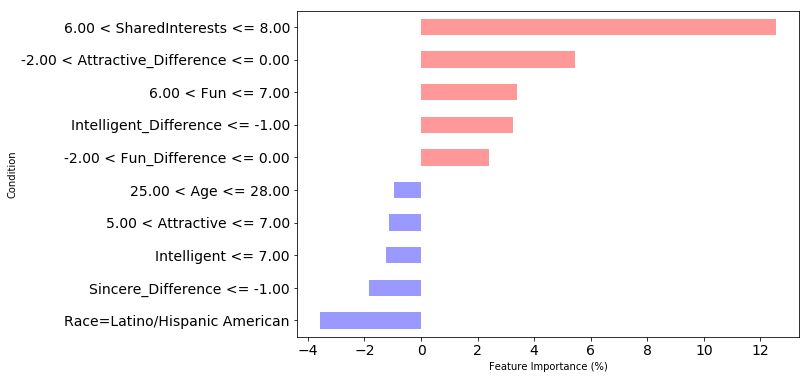 6.00 < SharedInterests <= 8.00
-2.00 < Attractive_Difference <= 0.00
6.00 < Fun <= 7.00
Intelligent_Difference <= -1.00
-2.00 < Fun_Difference <= 0.00
25.00 < Age <= 28.00
5.00 < Attractive <= 7.00
Intelligent <= 7.00
Sincere_Difference <= -1.00
Race=Latino/Hispanic American
Condition
−4 −2 0 2 4 6 8 10 12
Feature Importance (%)